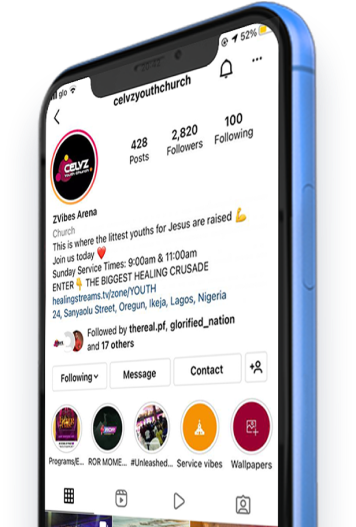 glo
52%
celvzyouthchurch
CELVZ
428 2,820 100
Posts Followers Following
ZVibes Arena
Church
This is where the littest youths for Jesus are raised 💪
Join us today ❤️
Sunday Service Times: 9:00am & 11:00am
ENTER👇 THE BIGGEST HEALING CRUSADE
healingstreams.tv/zone/YOUTH
24, Sanyaolu Street, Oregun, Ikeja, Lagos, Nigeria
Followed by thereal.pf, glorified_nation
and 17 others
Following Message Contact
Programs/E... ROR MOME... #Unleashed... Service vibes Wallpapers